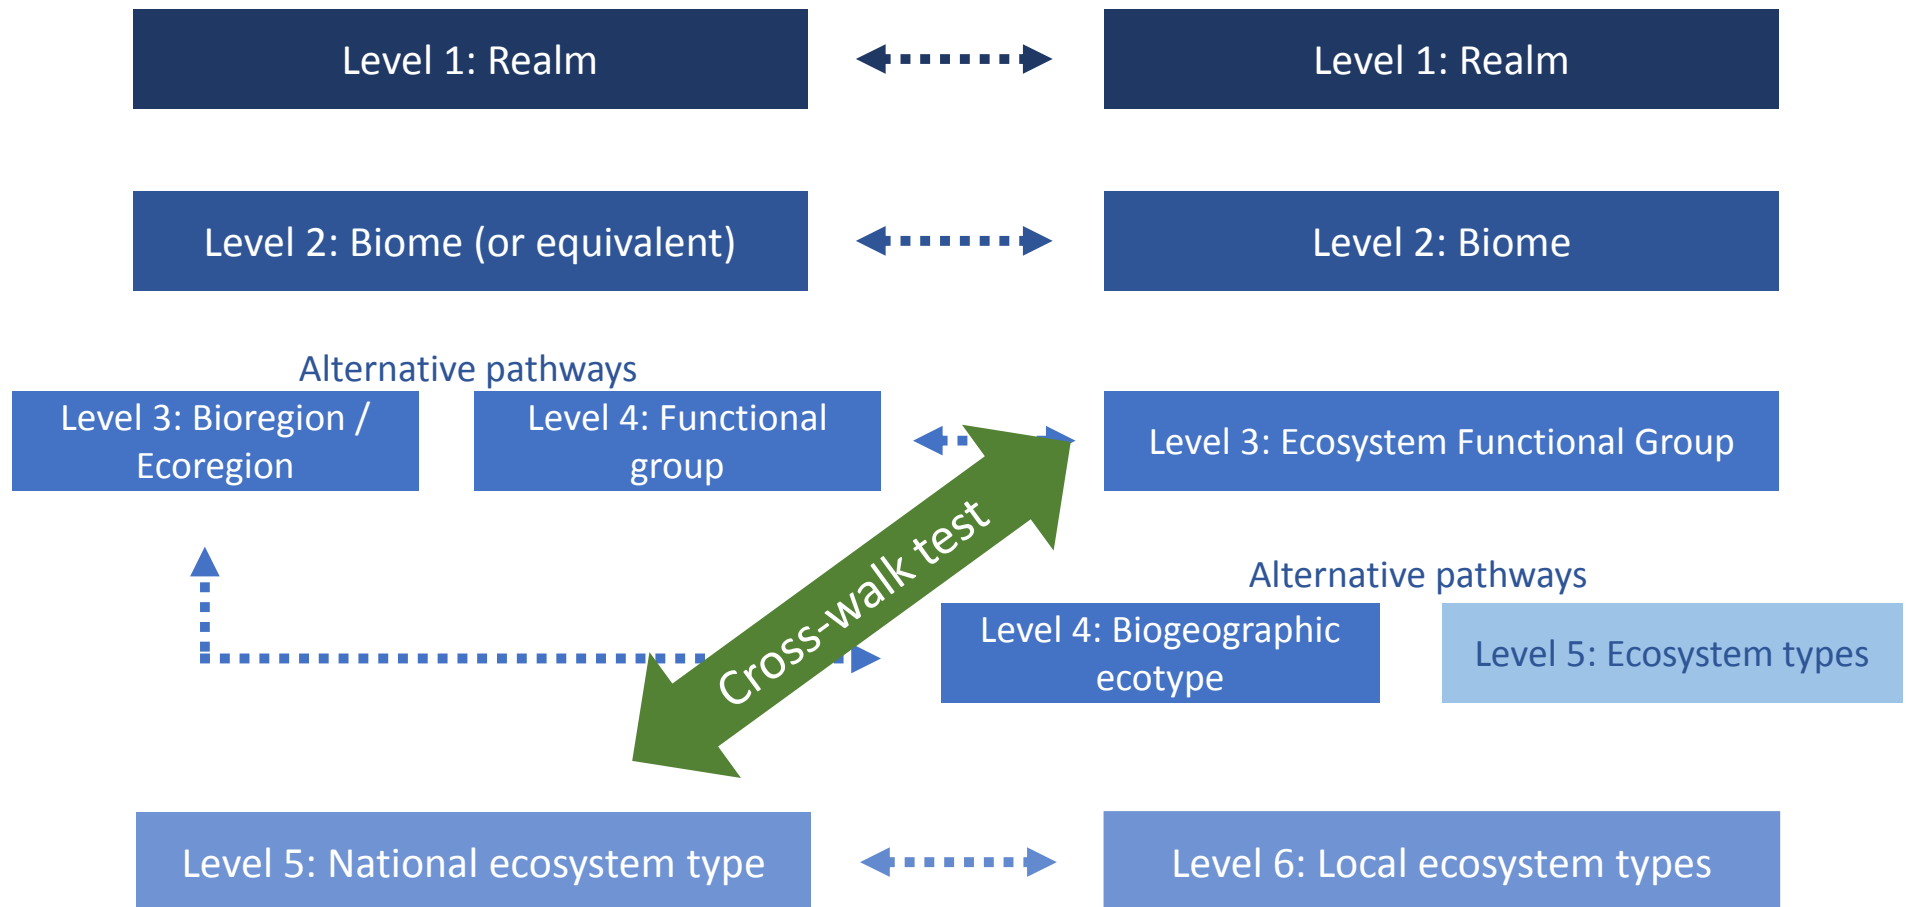 Level 1: Realm
Level 1: Realm
Level 2: Biome (or equivalent)
Level 2: Biome
Alternative pathways
Level 3: Bioregion /
Ecoregion
Level 4: Functional
group
Level 3: Ecosystem Functional Group
Cross-walk test
Alternative pathways
Level 4: Biogeographic
ecotype
Level 5: Ecosystem types
Level 5: National ecosystem type
Level 6: Local ecosystem types